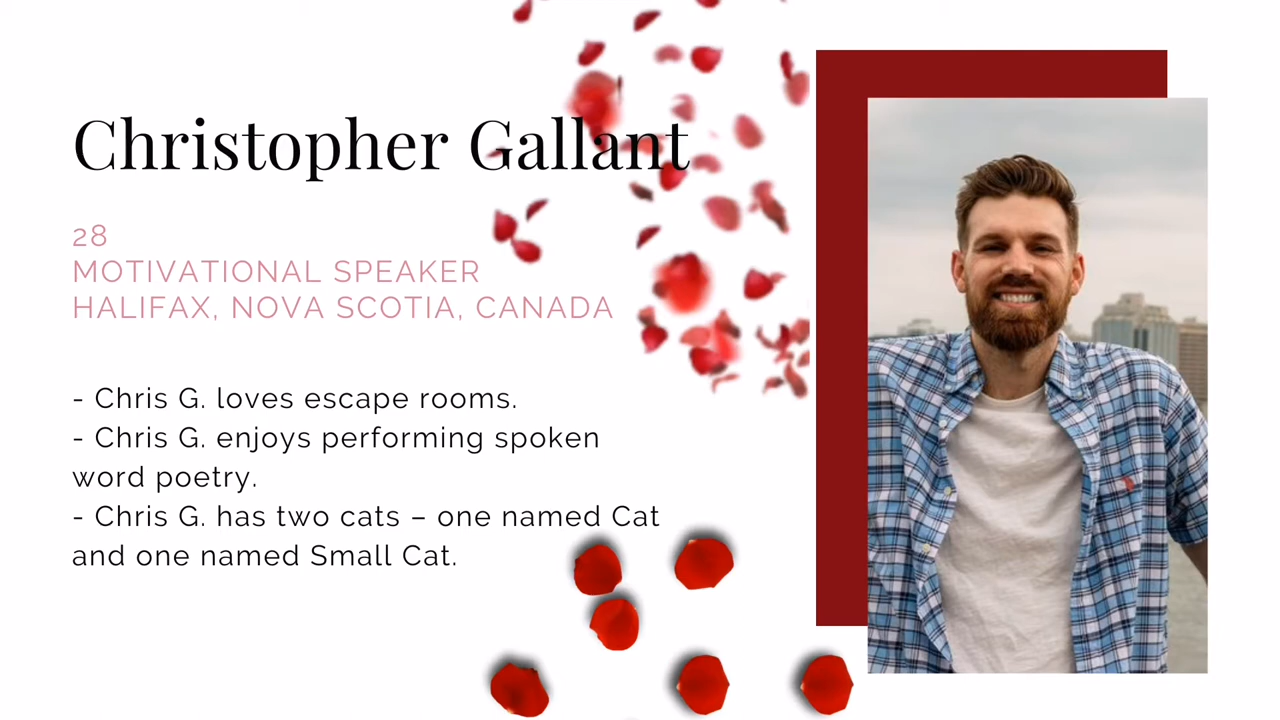 Christopher Gallant
28
MOTIVATIONAL SPEAKER
HALIFAX, NOVA SCOTIA, CANADA
- Chris G. loves escape rooms.
- Chris G. enjoys performing spoken
word poetry.
- Chris G. has two cats – one named Cat
and one named Small Cat.